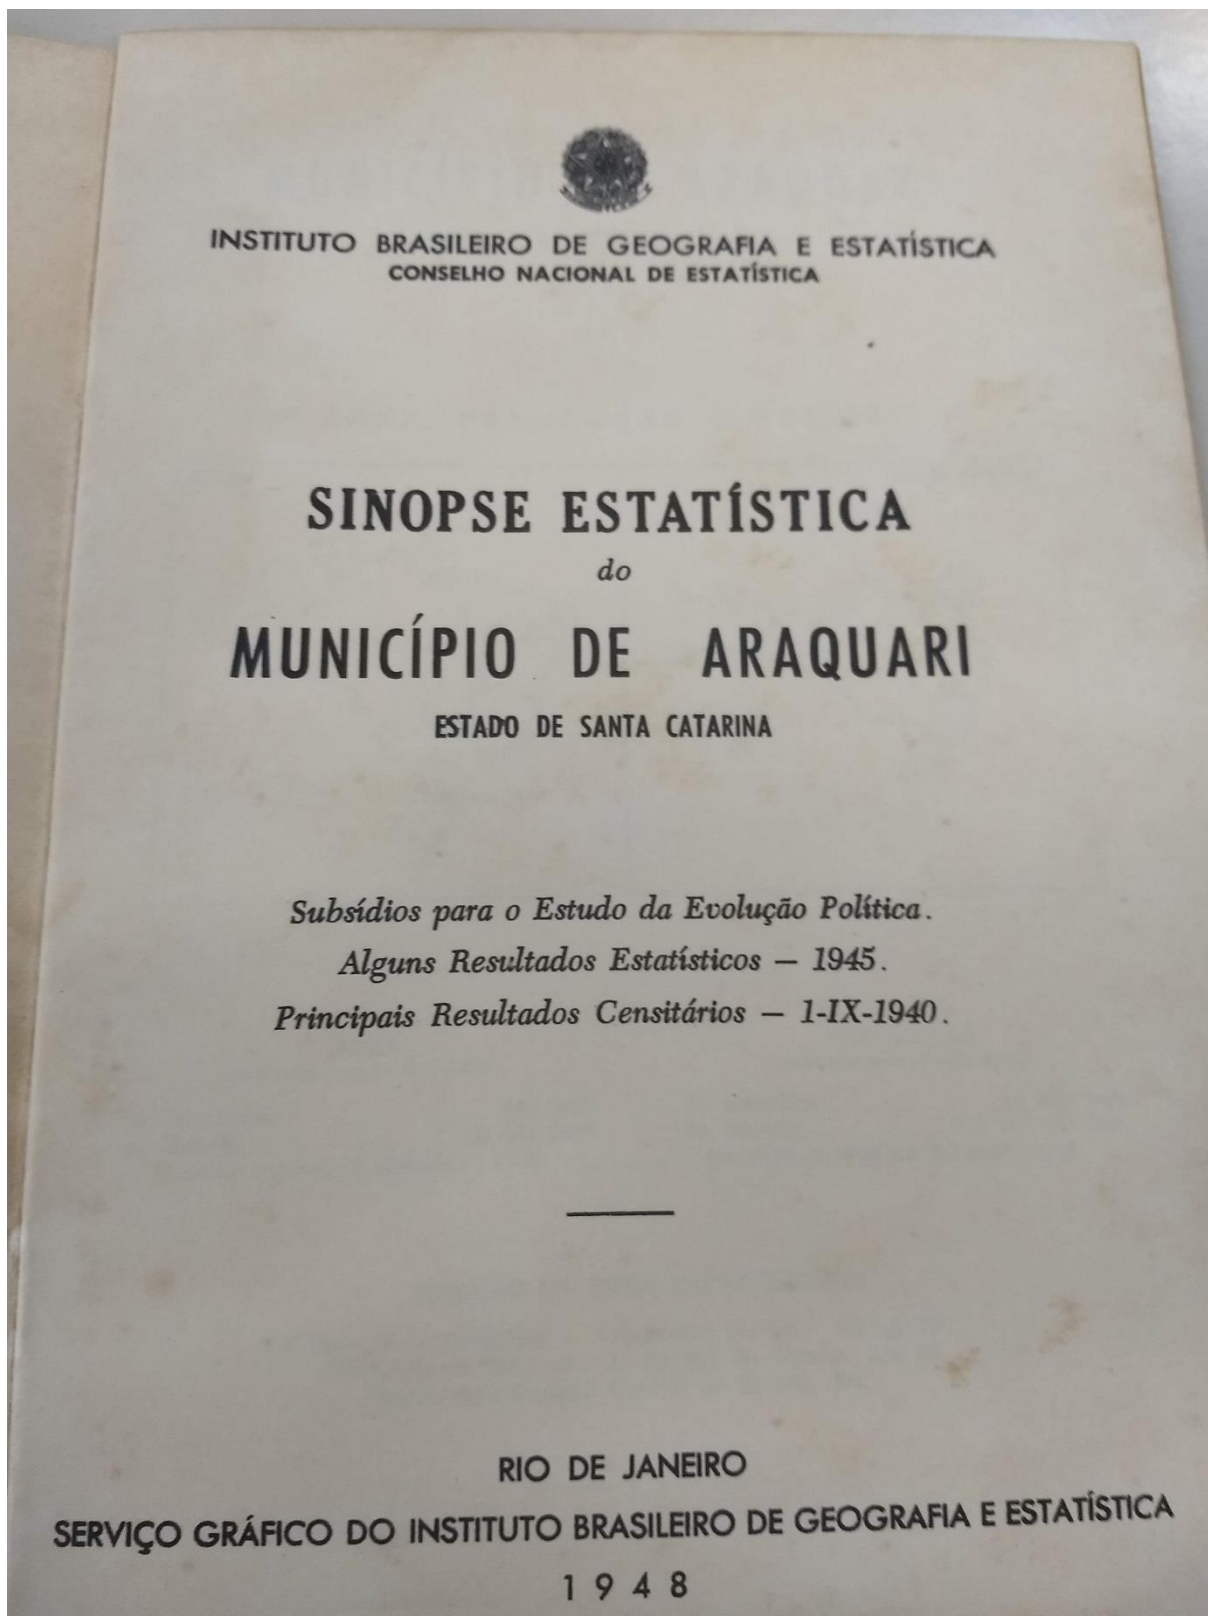 INSTITUTO BRASILEIRO DE GEOGRAFIA E ESTATÍSTICA
CONSELHO NACIONAL DE ESTATÍSTICA
SINOPSE ESTATÍSTICA
do
MUNICÍPIO DE ARAQUARI
ESTADO DE SANTA CATARINA
Subsídios para o Estudo da Evolução Política.
Alguns Resultados Estatísticos — 1945.
Principais Resultados Censitários — 1-IX-1940.
RIO DE JANEIRO
SERVIÇO GRÁFICO DO INSTITUTO BRASILEIRO DE GEOGRAFIA E ESTATÍSTICA
1948